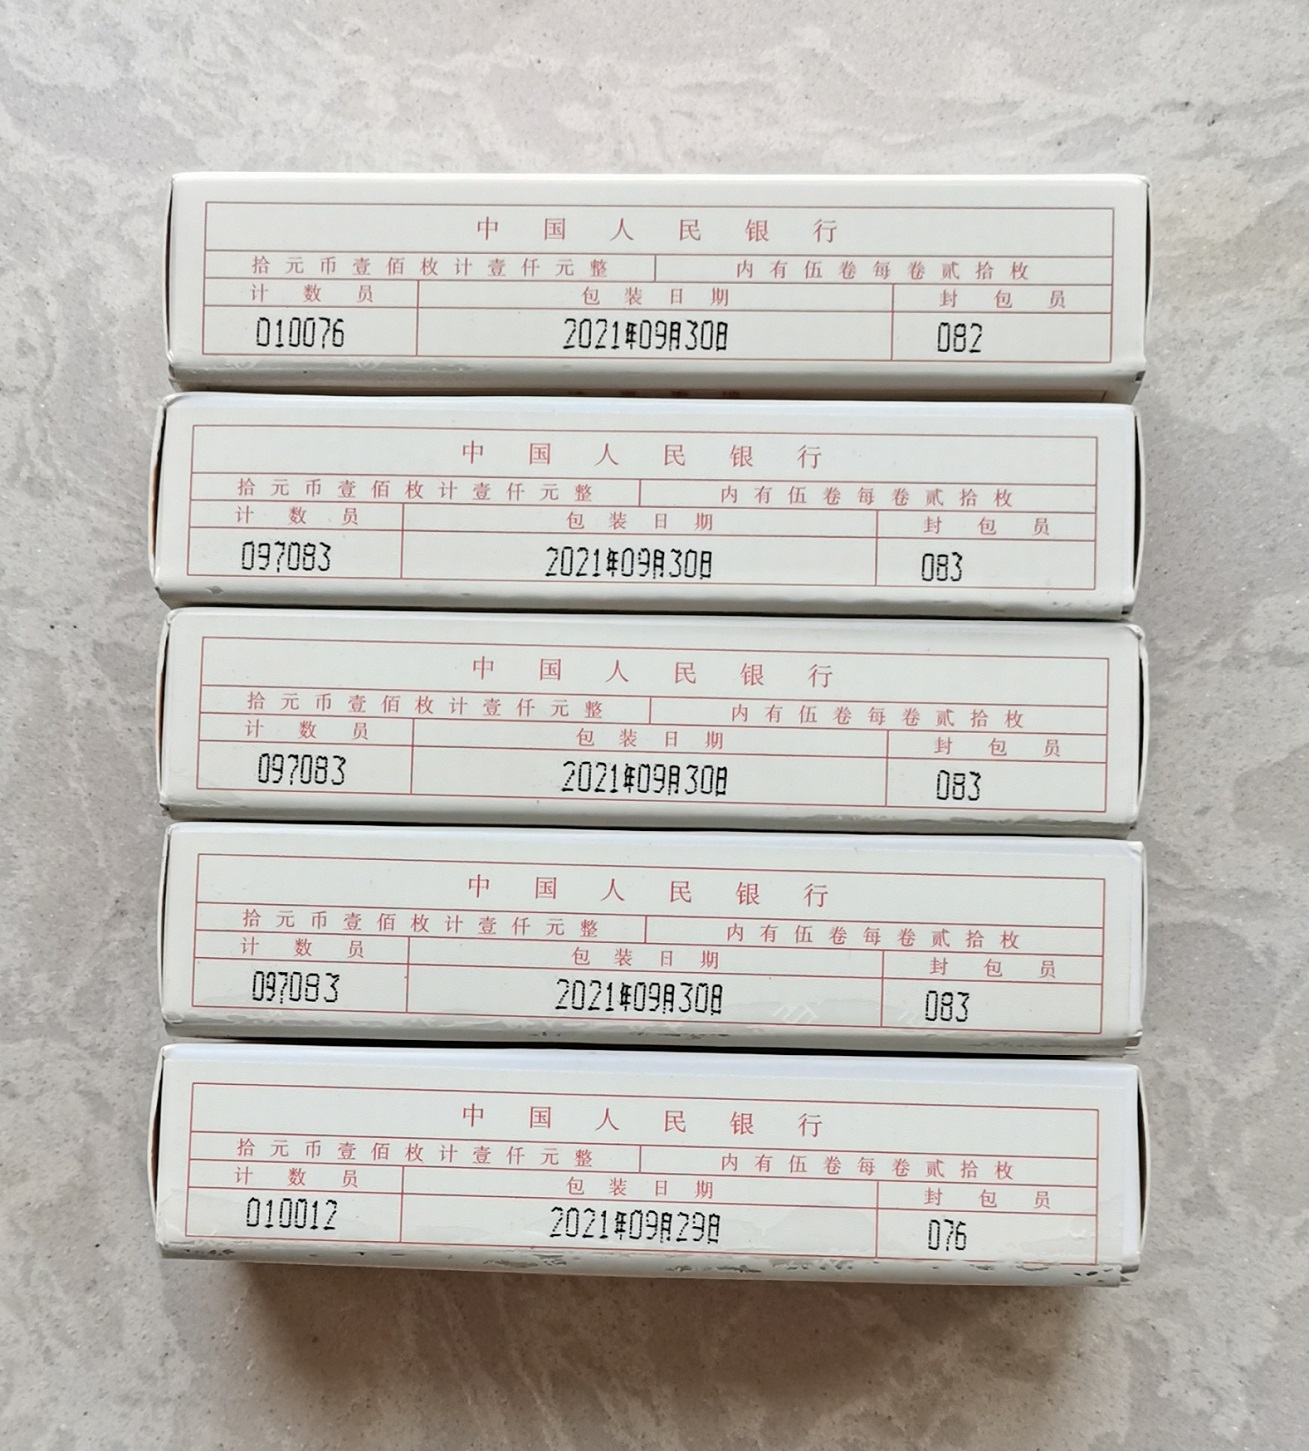 中国人民银行
拾元币壹佰枚计壹仟元整 内有伍卷每卷贰拾枚
计数员 包装日期 封包员
010076 2021年09月30日 082
中国人民银行
拾元币壹佰枚计壹仟元整 内有伍卷每卷贰拾枚
计数员 包装日期 封包员
097083 2021年09月30日 083
中国人民银行
拾元币壹佰枚计壹仟元整 内有伍卷每卷贰拾枚
计数员 包装日期 封包员
097083 2021年09月30日 083
中国人民银行
拾元币壹佰枚计壹仟元整 内有伍卷每卷贰拾枚
计数员 包装日期 封包员
097083 2021年09月30日 083
中国人民银行
拾元币壹佰枚计壹仟元整 内有伍卷每卷贰拾枚
计数员 包装日期 封包员
010012 2021年09月29日 076